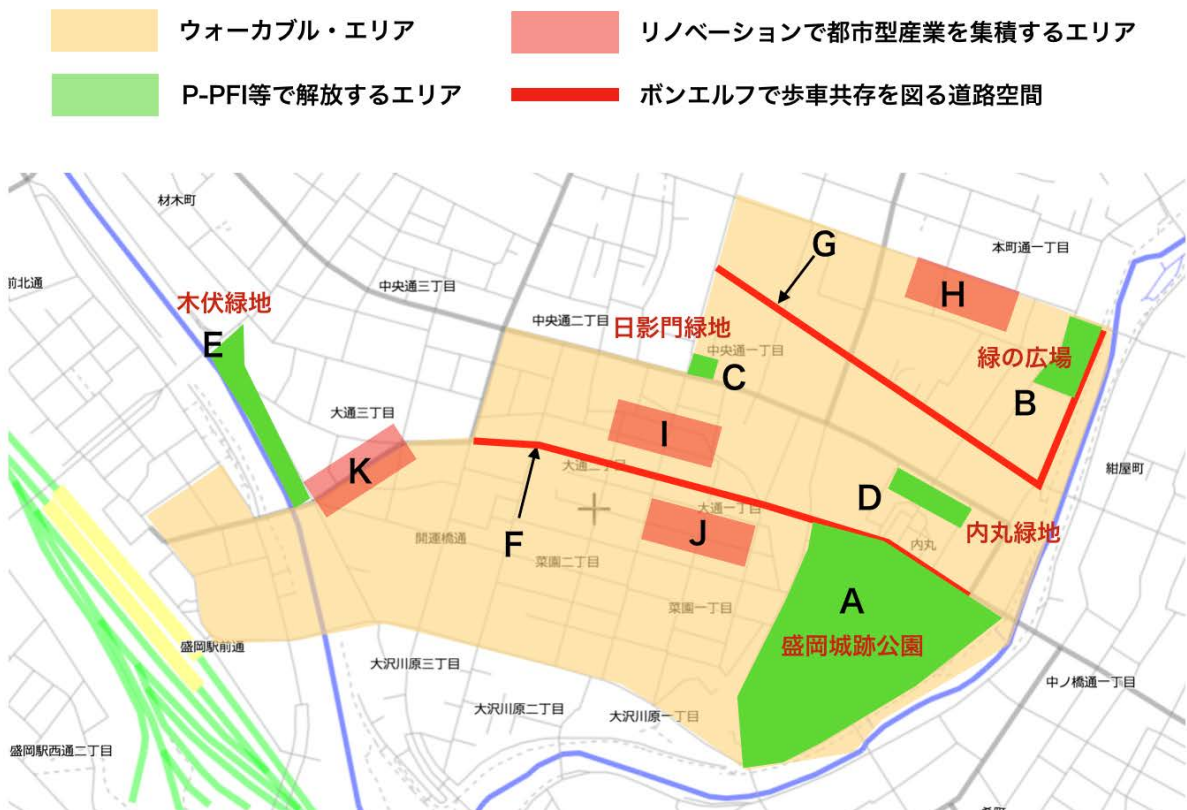 ウォーカブル・エリア
リノベーションで都市型産業を集積するエリア
P-PFI等で解放するエリア
ボンエルフで歩車共存を図る道路空間
材木町
G
本町通一丁目
前北通
中央通三丁目
H
木伏緑地
E
中央通二丁目
日影門緑地
中央通一丁目
緑の広場
C
B
大通三丁目
I
K
大通二丁目
紺屋町
D
大通一丁目
内丸緑地
J
F
開運橋通
内丸
菜園二丁目
菜園一丁目
A
盛岡城跡公園
盛岡駅前通
大沢川原三丁目
中ノ橋通一丁目
大沢川原二丁目
大沢川原一丁目
盛岡駅西通二丁目